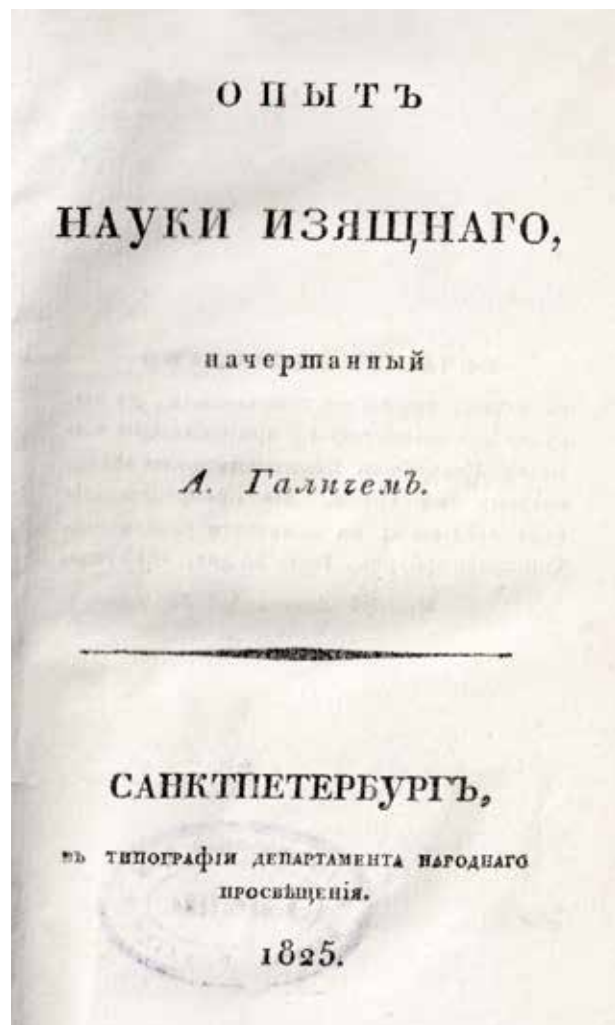 ОПЫТЪ
НАУКИ ИЗЯЩНАГО,
начертанный
А. Галичемъ.
САНКТПЕТЕРБУРГЪ,
въ типографіи департамента народнаго
просвѣщенія.
1825.